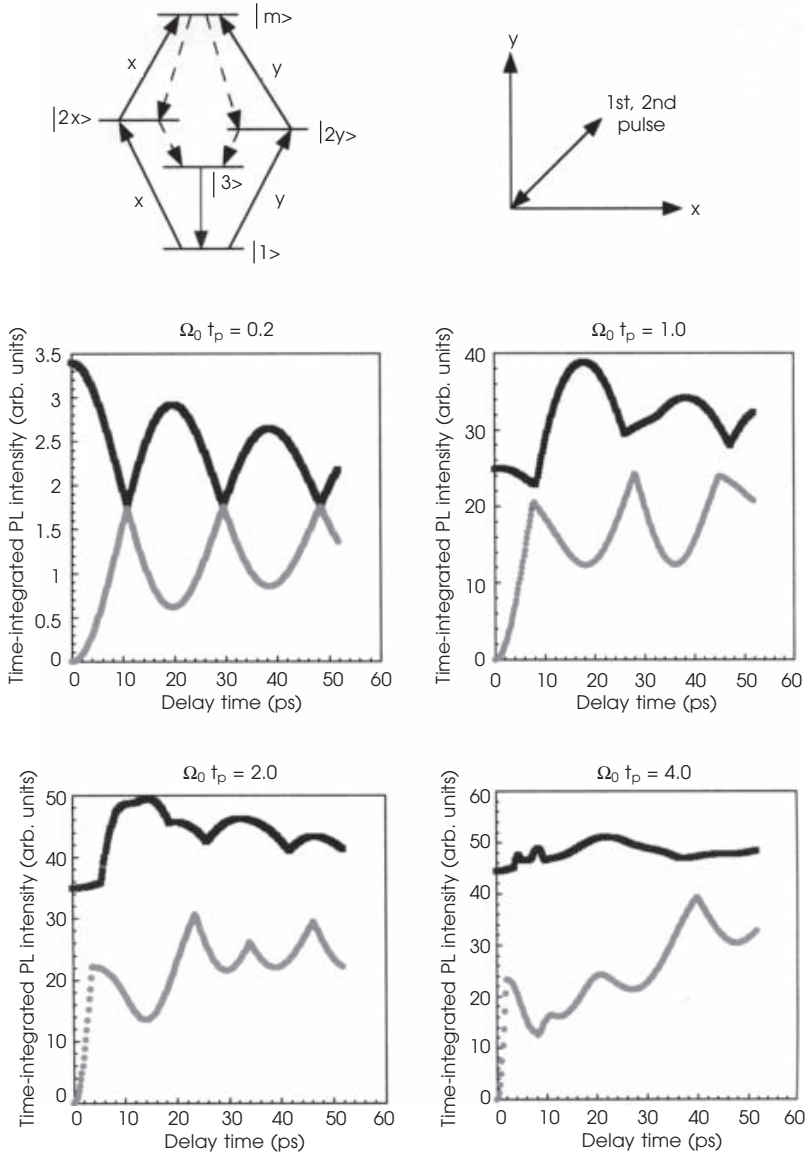 |m>
x
y
|2x>
|2y>
|3>
x
y
|1>
y
1st, 2nd
pulse
x
Ω₀ tₚ = 0.2
Time-integrated PL intensity (arb. units)
3.5
3
2.5
2
1.5
1
0.5
0
0 10 20 30 40 50 60
Delay time (ps)
Ω₀ tₚ = 1.0
Time-integrated PL intensity (arb. units)
40
30
20
10
0
0 10 20 30 40 50 60
Delay time (ps)
Ω₀ tₚ = 2.0
Time-integrated PL intensity (arb. units)
50
40
30
20
10
0
0 10 20 30 40 50 60
Delay time (ps)
Ω₀ tₚ = 4.0
Time-integrated PL intensity (arb. units)
60
50
40
30
20
10
0
0 10 20 30 40 50 60
Delay time (ps)